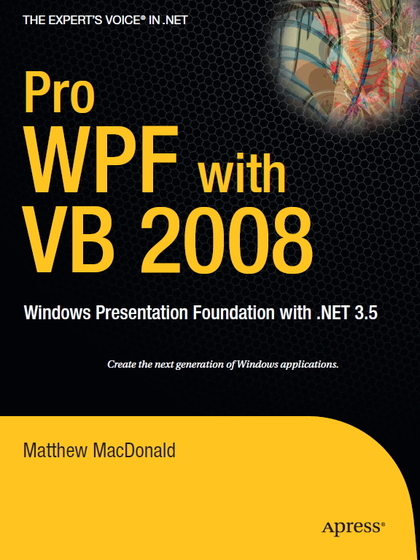 THE EXPERT'S VOICE® IN .NET
Pro
WPF with
VB 2008
Windows Presentation Foundation with .NET 3.5
Create the next generation of Windows applications.
Matthew MacDonald
Apress®